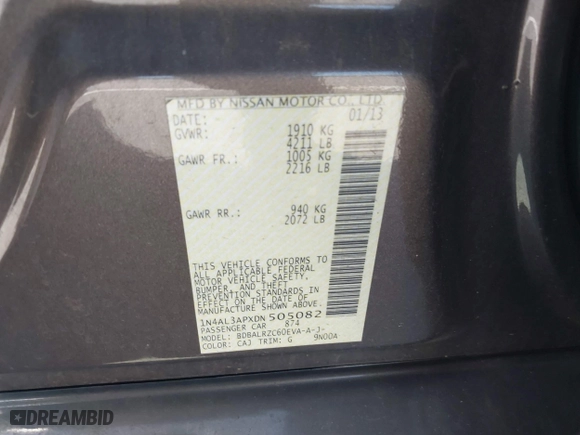 MFD BY NISSAN MOTOR CO., LTD.
DATE: 01/13
GVWR: 1910 KG
4211 LB
GAWR FR.: 1005 KG
2216 LB
GAWR RR.: 940 KG
2072 LB
THIS VEHICLE CONFORMS TO
ALL APPLICABLE FEDERAL
MOTOR VEHICLE SAFETY,
BUMPER, AND THEFT
PREVENTION STANDARDS
IN EFFECT ON THE DATE OF
MANUFACTURE SHOWN ABOVE.
1N4AL3APXDN505082
PASSENGER CAR 874
MODEL: BDBALRZC60EVA-A-J-
COLOR: CAJ TRIM: G 9N00A
DREAMBID